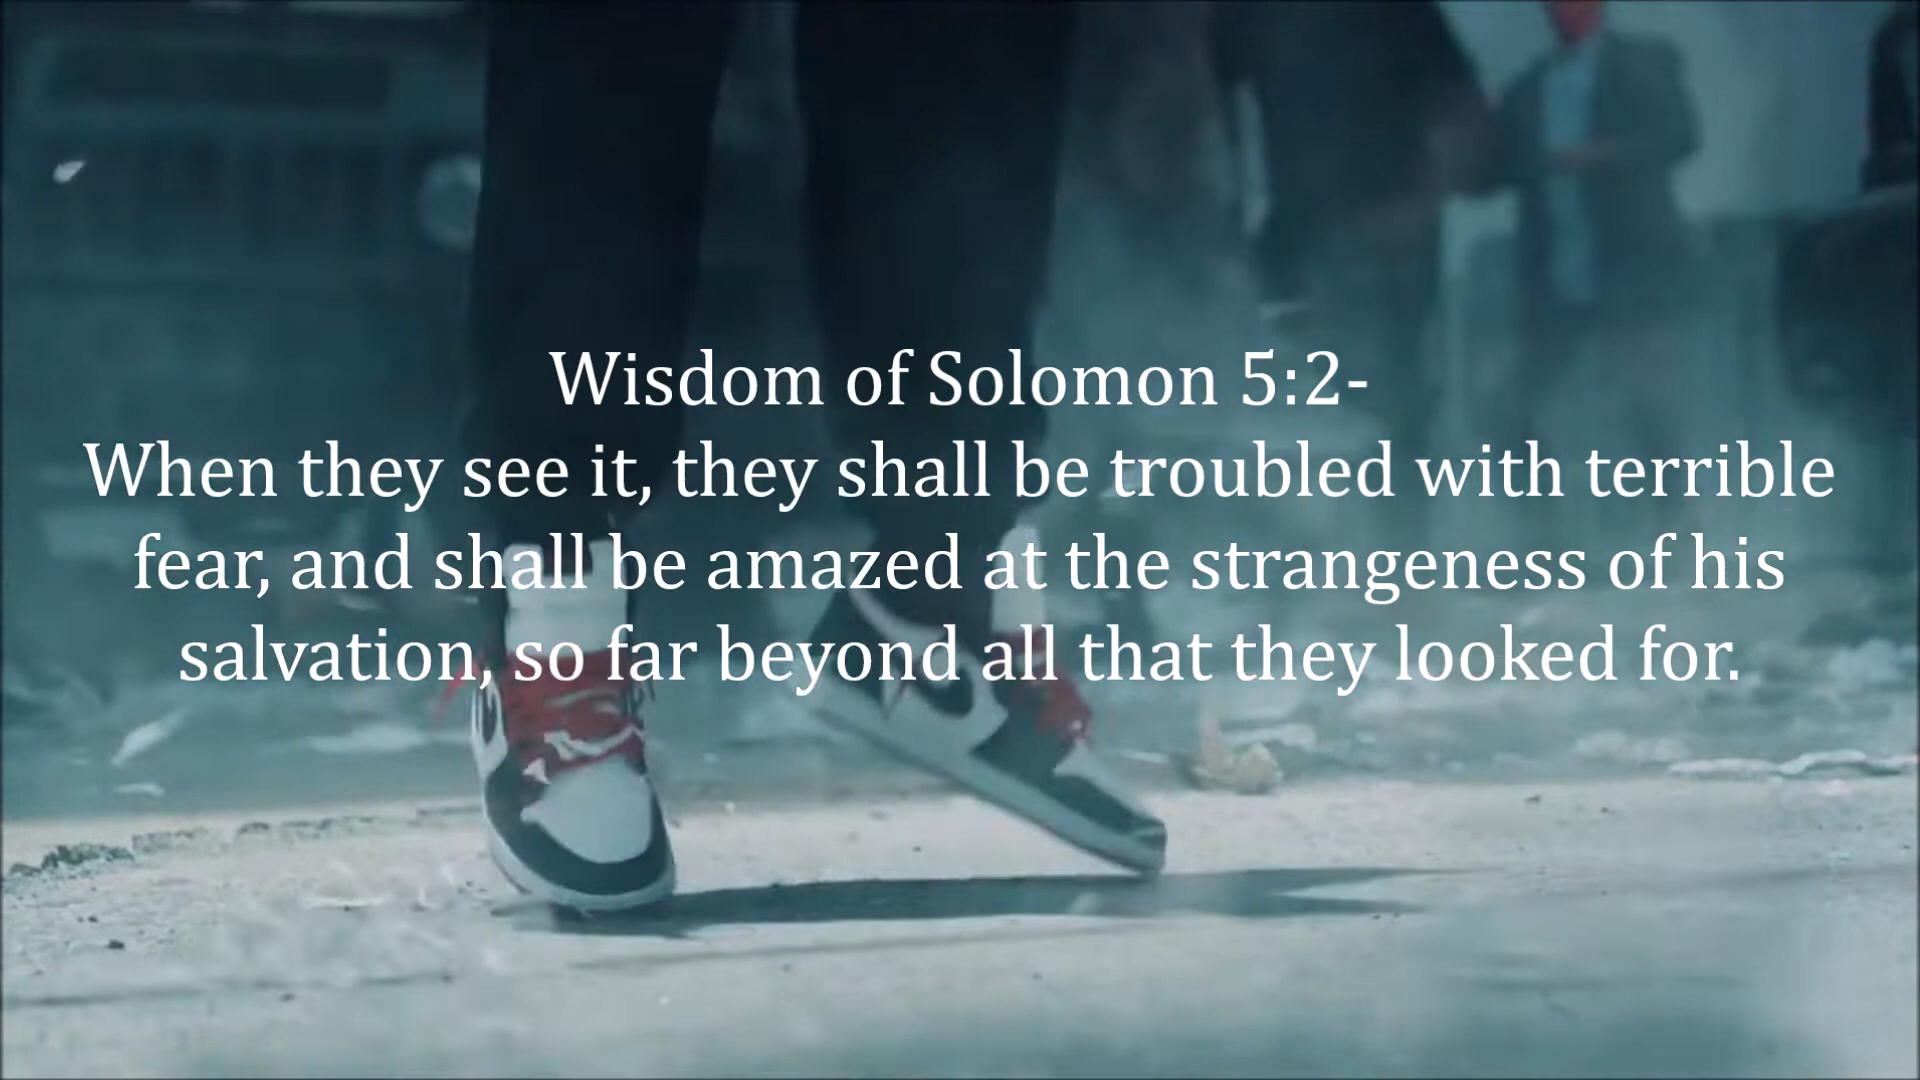 Wisdom of Solomon 5:2-
When they see it, they shall be troubled with terrible
fear, and shall be amazed at the strangeness of his
salvation, so far beyond all that they looked for.